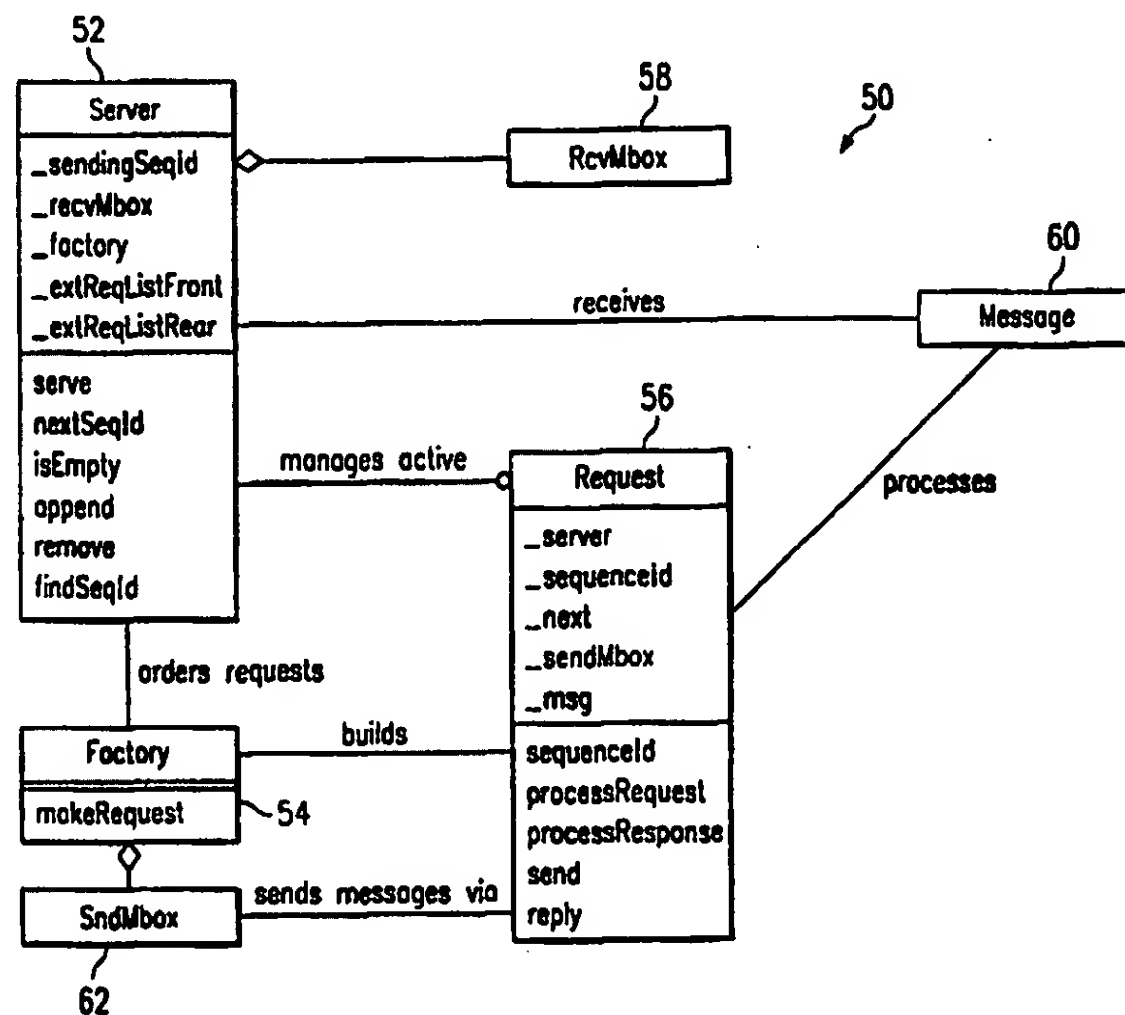 52
Server
_sendingSeqId
_recvMbox
_factory
_extReqListFront
_extReqListRear
serve
nextSeqId
isEmpty
append
remove
findSeqId
58
RcvMbox
50
60
Message
receives
processes
manages active
56
Request
_server
_sequenceId
_next
_sendMbox
_msg
sequenceId
processRequest
processResponse
send
reply
orders requests
Factory
makeRequest
54
builds
SndMbox
62
sends messages via